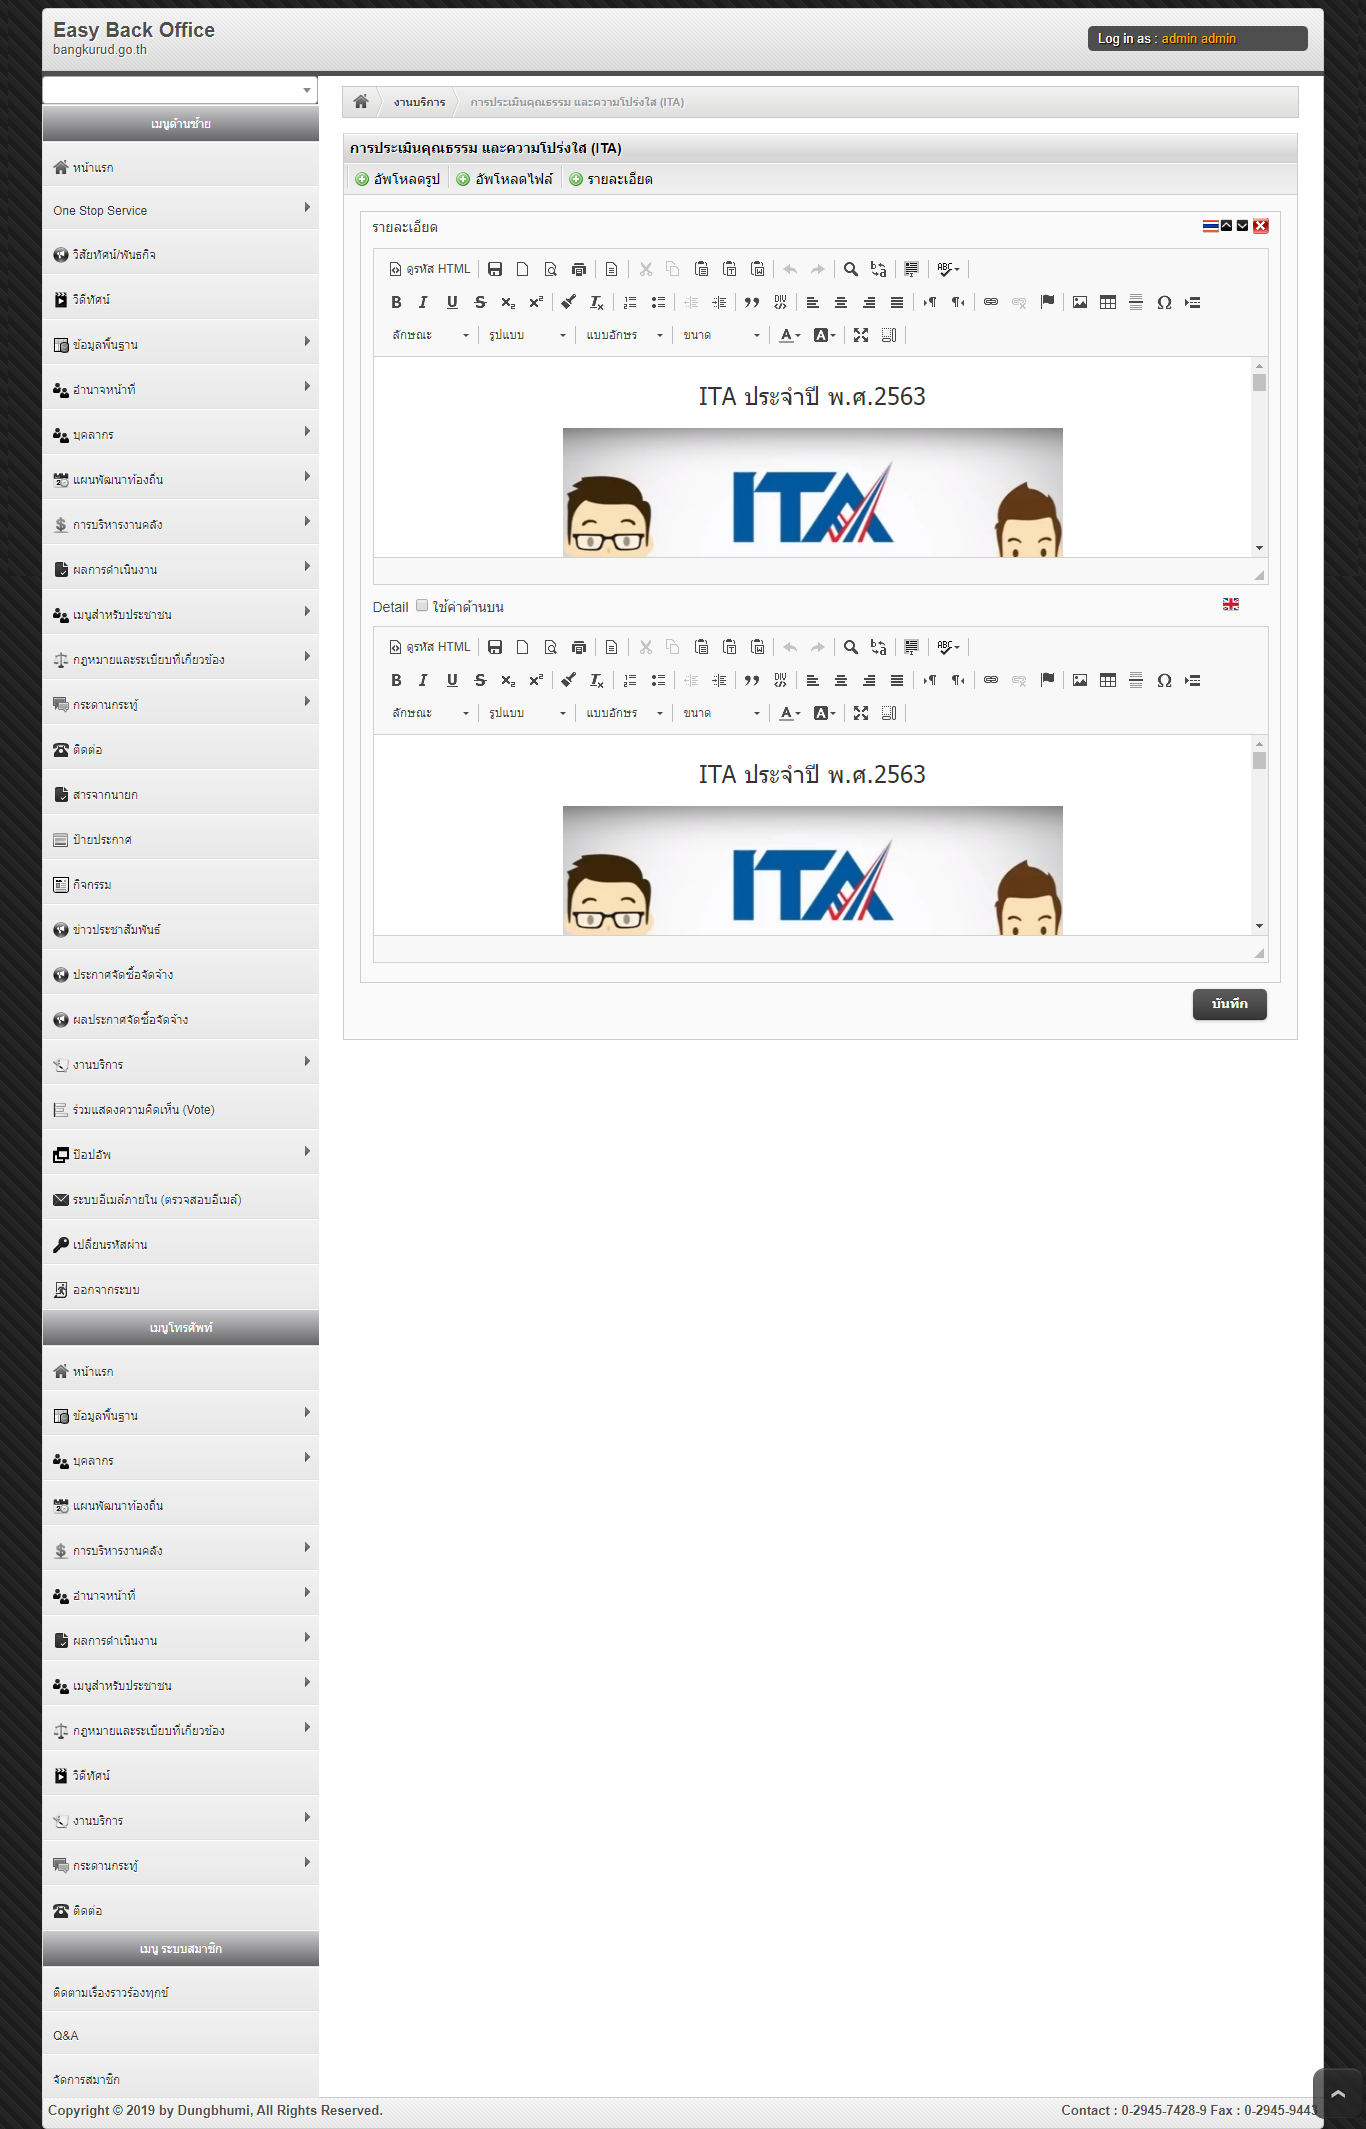 Easy Back Office
bangkurud.go.th
Log in as : admin admin
เมนูด้านซ้าย
หน้าแรก
One Stop Service
วิสัยทัศน์/พันธกิจ
วิดีทัศน์
ข้อมูลพื้นฐาน
อำนาจหน้าที่
บุคลากร
แผนพัฒนาท้องถิ่น
การบริหารงานคลัง
ผลการดำเนินงาน
เมนูสำหรับประชาชน
กฎหมายและระเบียบที่เกี่ยวข้อง
กระดานกระทู้
ติดต่อ
สารจากนายก
ป้ายประกาศ
กิจกรรม
ข่าวประชาสัมพันธ์
ประกาศจัดซื้อจัดจ้าง
ผลประกาศจัดซื้อจัดจ้าง
งานบริการ
ร่วมแสดงความคิดเห็น (Vote)
ป๊อปอัพ
ระบบอีเมล์ภายใน (ตรวจสอบอีเมล์)
เปลี่ยนรหัสผ่าน
ออกจากระบบ
เมนูโทรศัพท์
หน้าแรก
ข้อมูลพื้นฐาน
บุคลากร
แผนพัฒนาท้องถิ่น
การบริหารงานคลัง
อำนาจหน้าที่
ผลการดำเนินงาน
เมนูสำหรับประชาชน
กฎหมายและระเบียบที่เกี่ยวข้อง
วิดีทัศน์
งานบริการ
กระดานกระทู้
ติดต่อ
เมนู ระบบสมาชิก
ติดตามเรื่องราวร้องทุกข์
Q&A
จัดการสมาชิก
งานบริการ การประเมินคุณธรรม และความโปร่งใส (ITA)
การประเมินคุณธรรม และความโปร่งใส (ITA)
อัพโหลดรูป อัพโหลดไฟล์ รายละเอียด
รายละเอียด
ดูรหัส HTML
ลักษณะ รูปแบบ แบบอักษร ขนาด
ITA ประจำปี พ.ศ.2563
ITA
Detail ใช้ค่าด้านบน
ดูรหัส HTML
ลักษณะ รูปแบบ แบบอักษร ขนาด
ITA ประจำปี พ.ศ.2563
ITA
บันทึก
Copyright © 2019 by Dungbhumi, All Rights Reserved.
Contact : 0-2945-7428-9 Fax : 0-2945-9443